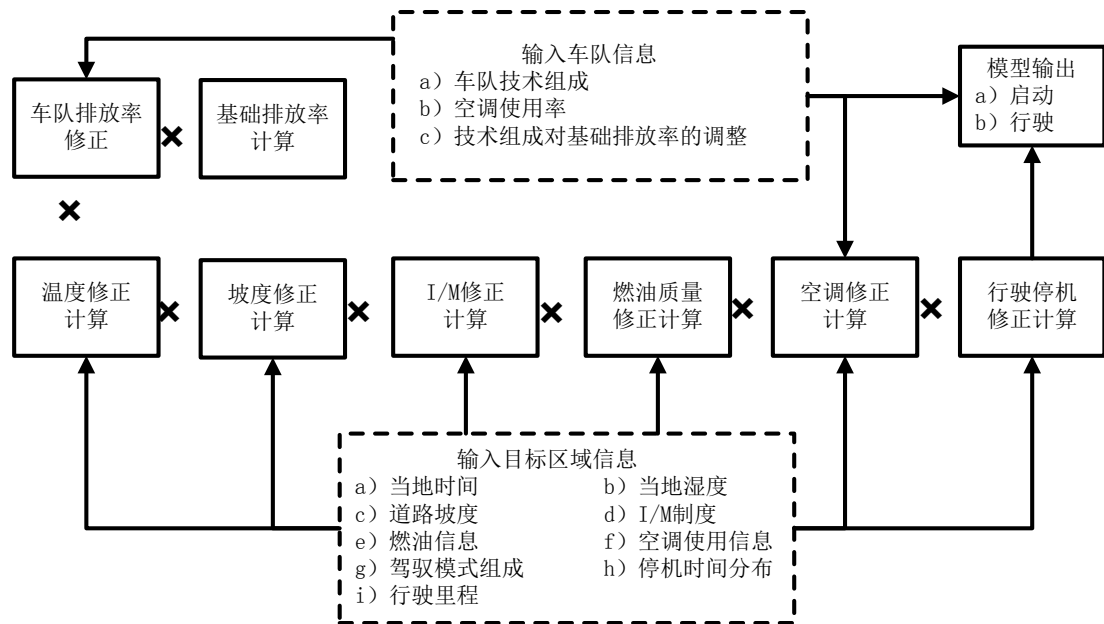 输入车队信息
a）车队技术组成
b）空调使用率
c）技术组成对基础排放率的调整
模型输出
a）启动
b）行驶
车队排放率
修正
×
基础排放率
计算
×
温度修正
计算
×
坡度修正
计算
×
I/M修正
计算
×
燃油质量
修正计算
×
空调修正
计算
×
行驶停机
修正计算
输入目标区域信息
a）当地时间
b）当地湿度
c）道路坡度
d）I/M制度
e）燃油信息
f）空调使用信息
g）驾驭模式组成
h）停机时间分布
i）行驶里程